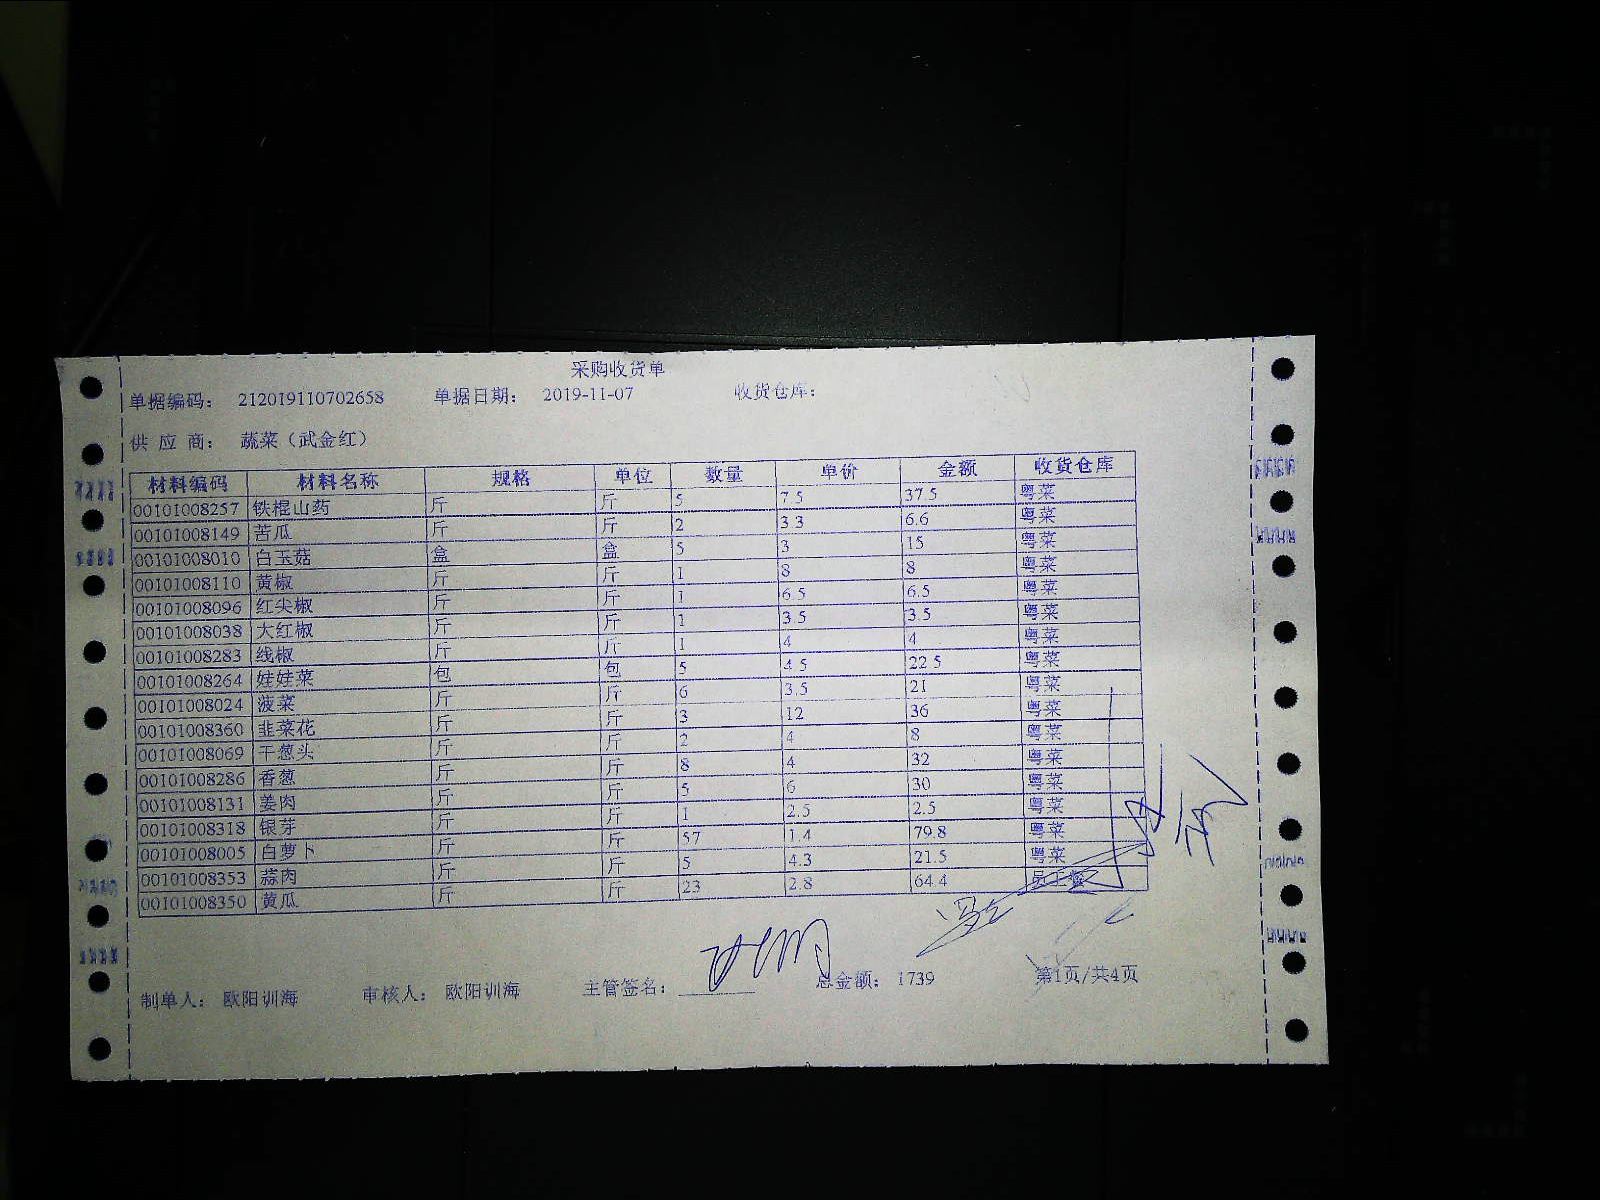 采购收货单
单据编码: 212019110702658 单据日期: 2019-11-07 收货仓库:
供应商: 蔬菜（武金红）
材料编码 材料名称 规格 单位 数量 单价 金额 收货仓库
00101008257 铁棍山药 斤 斤 5 7.5 37.5 粤菜
00101008149 苦瓜 斤 斤 2 3.3 6.6 粤菜
00101008010 白玉菇 盒 盒 5 3 15 粤菜
00101008110 黄椒 斤 斤 1 8 8 粤菜
00101008096 红尖椒 斤 斤 1 6.5 6.5 粤菜
00101008038 大红椒 斤 斤 1 3.5 3.5 粤菜
00101008283 线椒 斤 斤 1 4 4 粤菜
00101008264 娃娃菜 包 包 5 4.5 22.5 粤菜
00101008024 菠菜 斤 斤 6 3.5 21 粤菜
00101008360 韭菜花 斤 斤 3 12 36 粤菜
00101008069 干葱头 斤 斤 2 4 8 粤菜
00101008286 香葱 斤 斤 8 4 32 粤菜
00101008131 姜肉 斤 斤 5 6 30 粤菜
00101008318 银芽 斤 斤 1 2.5 2.5 粤菜
00101008005 白萝卜 斤 斤 57 1.4 79.8 粤菜
00101008353 蒜肉 斤 斤 5 4.3 21.5 粤菜
00101008350 黄瓜 斤 斤 23 2.8 64.4
制单人: 欧阳训海 审核人: 欧阳训海 主管签名: 总金额: 1739 第1页/共4页